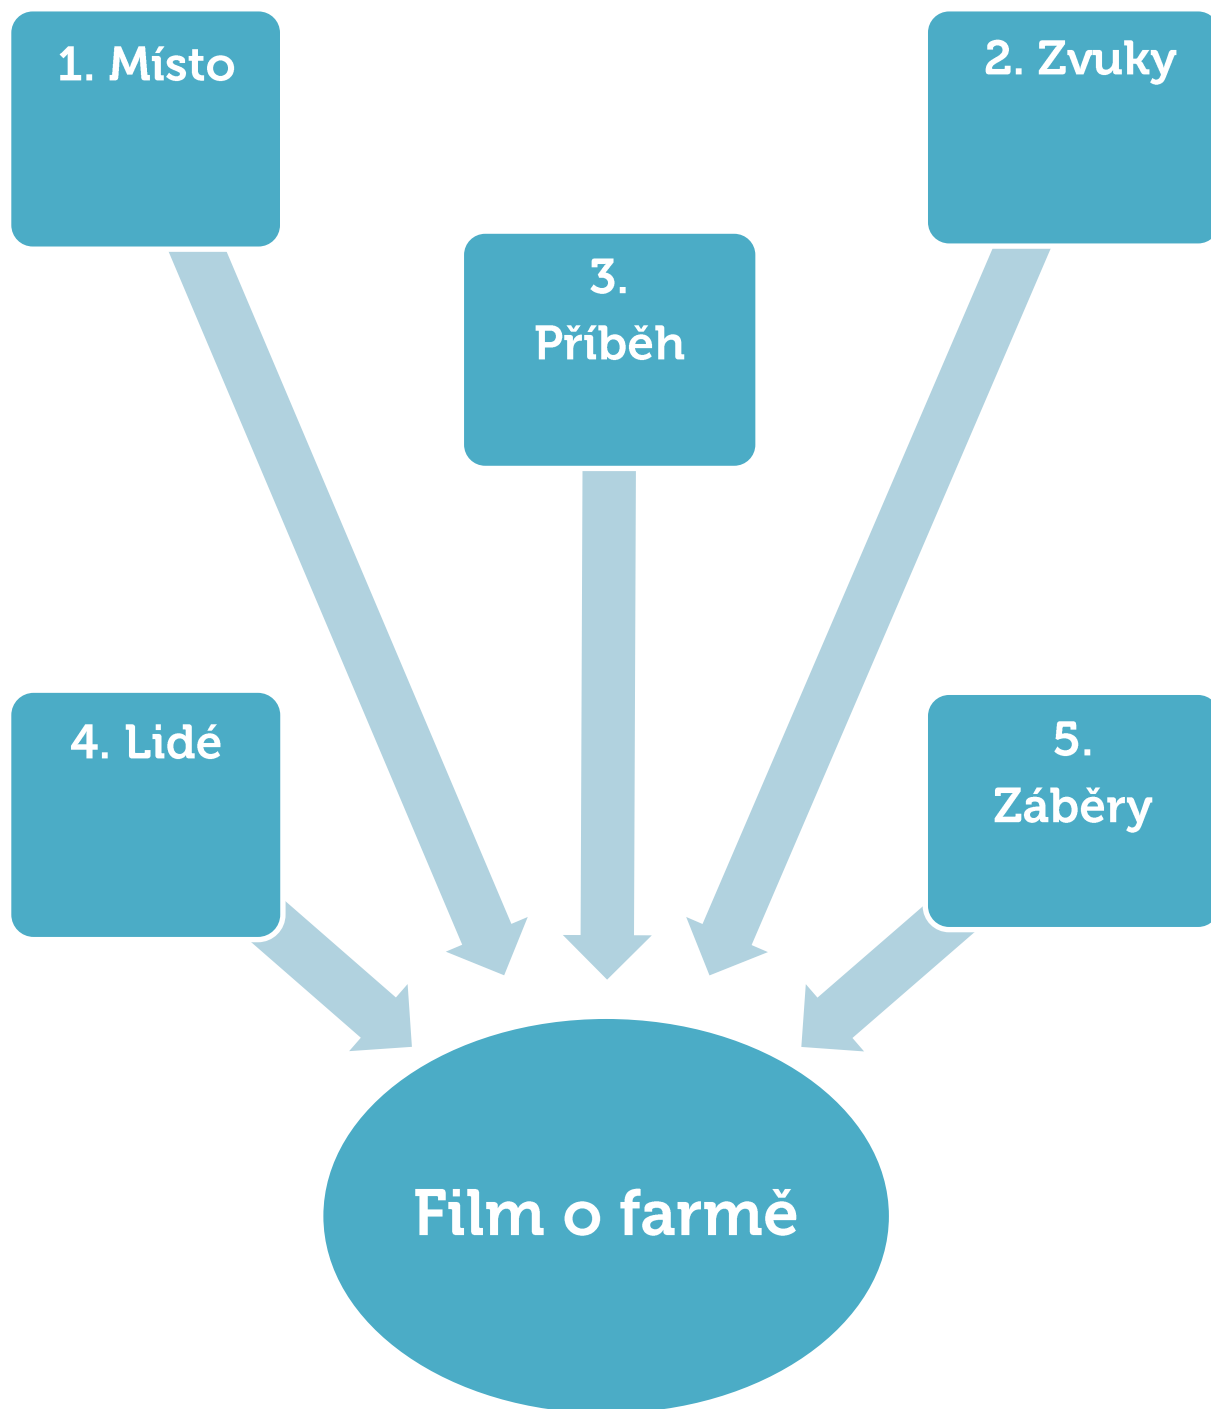 1. Místo
2. Zvuky
3.
Příběh
4. Lidé
5.
Záběry
Film o farmě